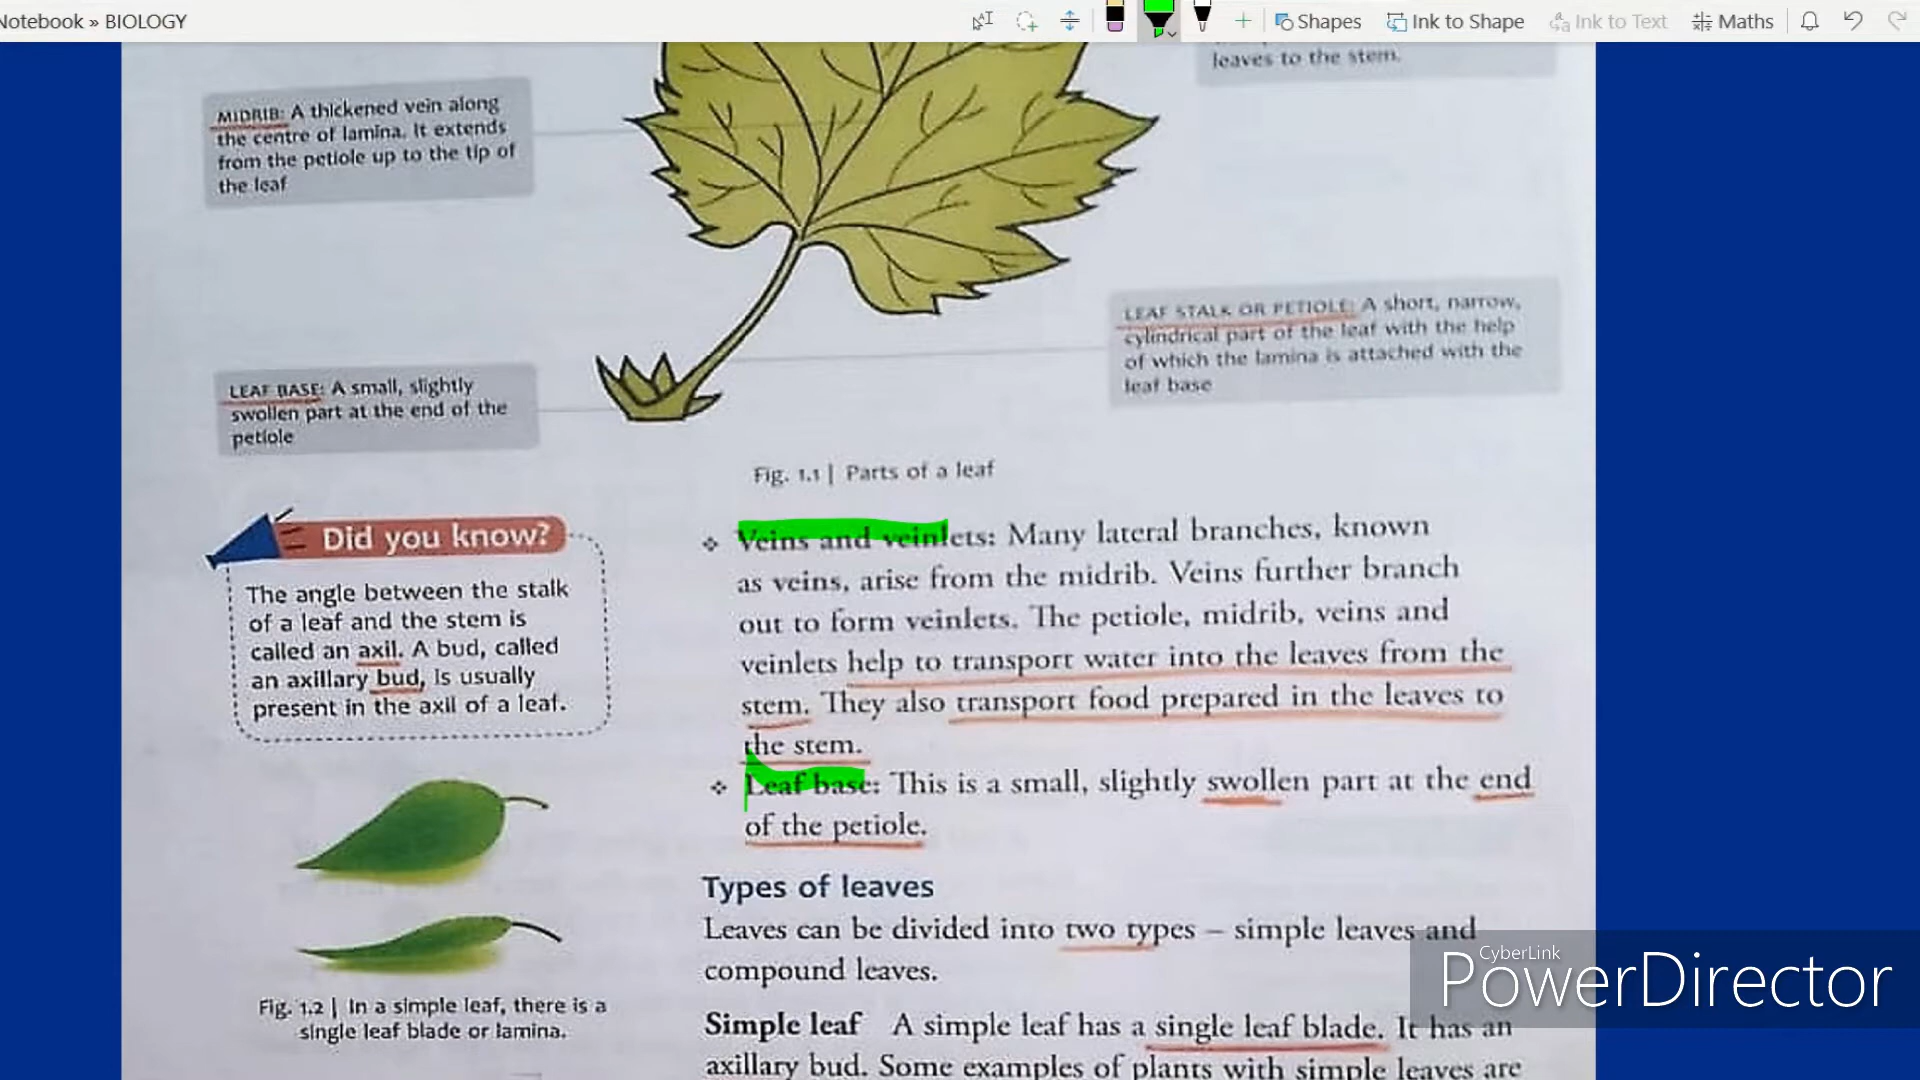 Notebook » BIOLOGY
Shapes
Ink to Shape
Ink to Text
Maths
leaves to the stem.
MIDRIB: A thickened vein along
the centre of lamina. It extends
from the petiole up to the tip of
the leaf
LEAF STALK OR PETIOLE: A short, narrow,
cylindrical part of the leaf with the help
of which the lamina is attached with the
leaf base
LEAF BASE: A small, slightly
swollen part at the end of the
petiole
Fig. 1.1 | Parts of a leaf
Did you know?
The angle between the stalk
of a leaf and the stem is
called an axil. A bud, called
an axillary bud, is usually
present in the axil of a leaf.
❖ Veins and veinlets: Many lateral branches, known
as veins, arise from the midrib. Veins further branch
out to form veinlets. The petiole, midrib, veins and
veinlets help to transport water into the leaves from the
stem. They also transport food prepared in the leaves to
the stem.
❖ Leaf base: This is a small, slightly swollen part at the end
of the petiole.
Types of leaves
Leaves can be divided into two types – simple leaves and
compound leaves.
Simple leaf A simple leaf has a single leaf blade. It has an
axillary bud. Some examples of plants with simple leaves are
Fig. 1.2 | In a simple leaf, there is a
single leaf blade or lamina.
CyberLink
PowerDirector